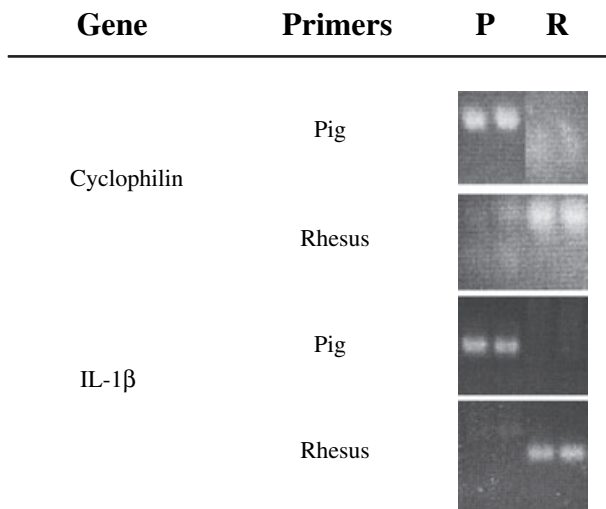 Gene Primers P R
Pig
Cyclophilin
Rhesus
Pig
IL-1β
Rhesus